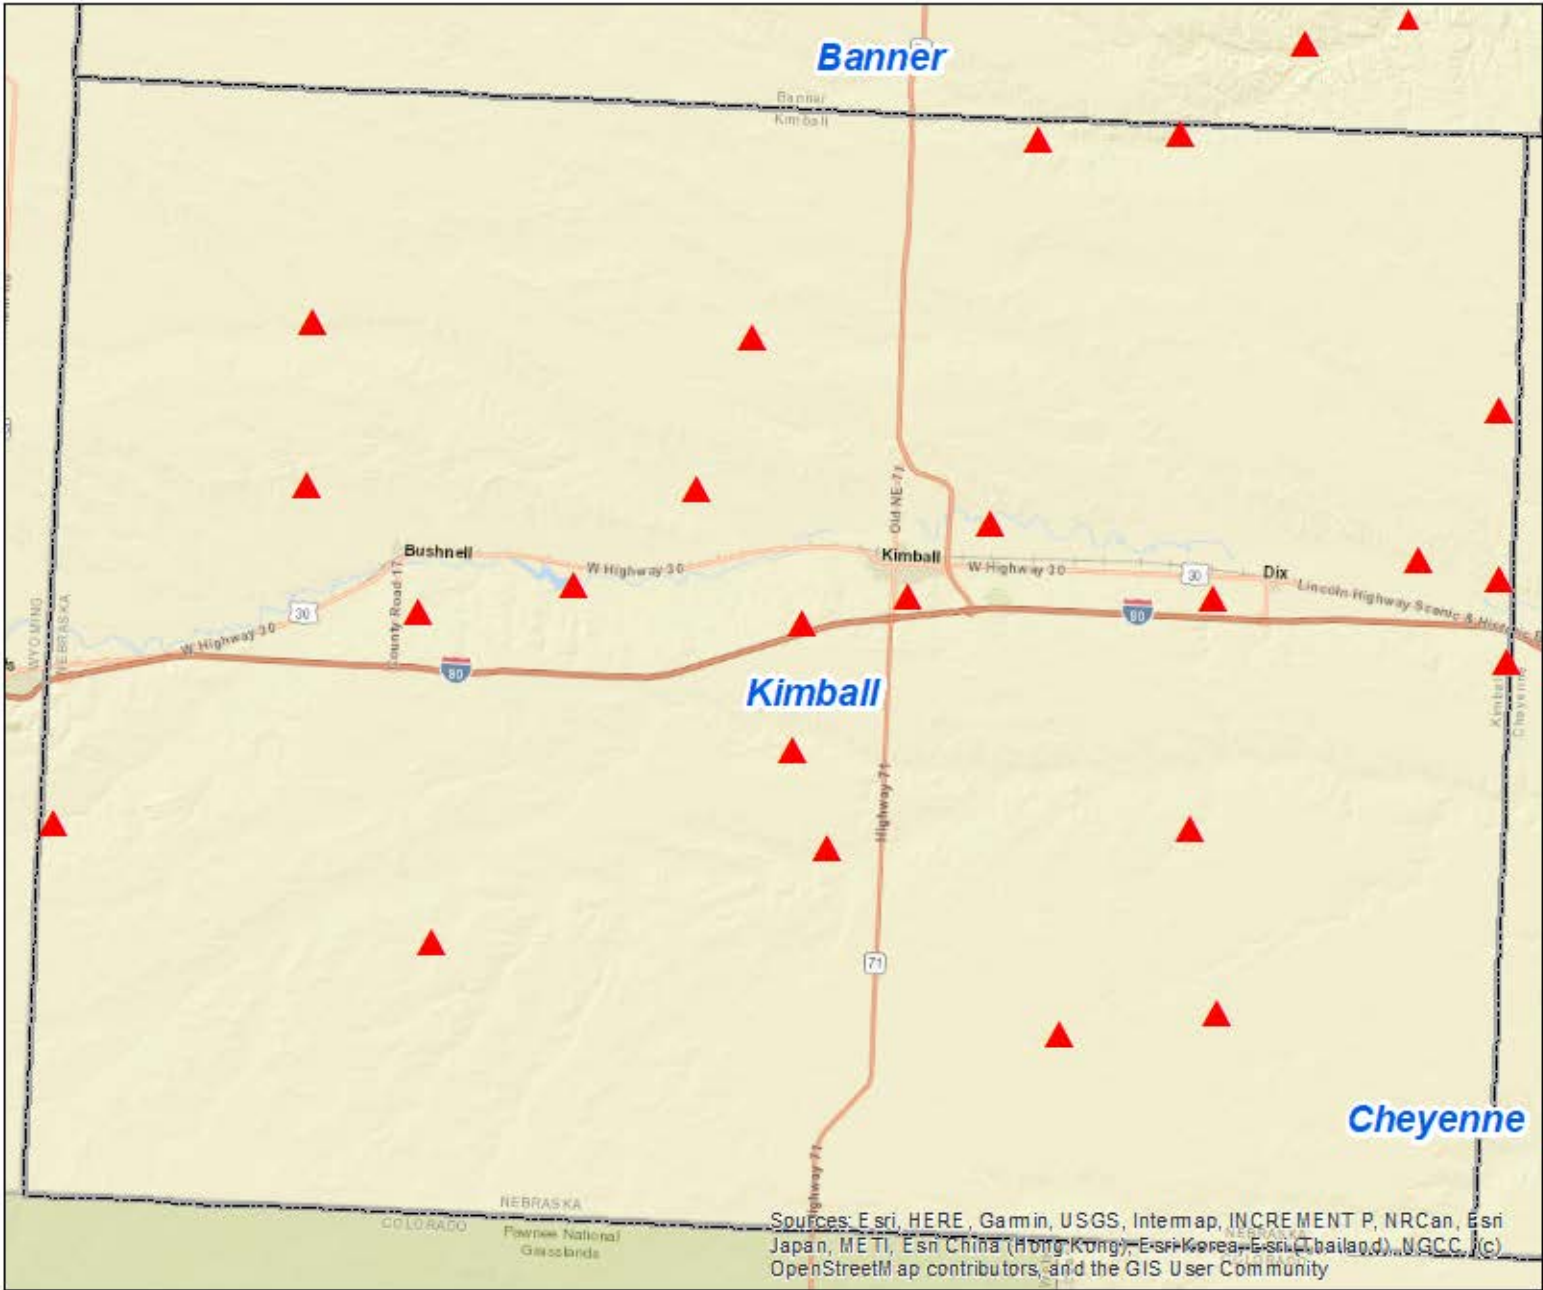 Banner
Banner
Kimball
Old NE-71
Bushnell
Kimball
W Highway 30
W Highway 30
30
Dix
Lincoln Highway Scenic & Historic
County Road 17
30
W Highway 30
WYOMING
NEBRASKA
80
80
Kimball
Kimball
Cheyenne
Highway 71
71
Cheyenne
Highway 71
NEBRASKA
COLORADO
Pawnee National
Grasslands
NEBRASKA
Sources: Esri, HERE, Garmin, USGS, Intermap, INCREMENT P, NRCan, Esri
Japan, METI, Esri China (Hong Kong), Esri Korea, Esri (Thailand), NGCC, (c)
OpenStreetMap contributors, and the GIS User Community